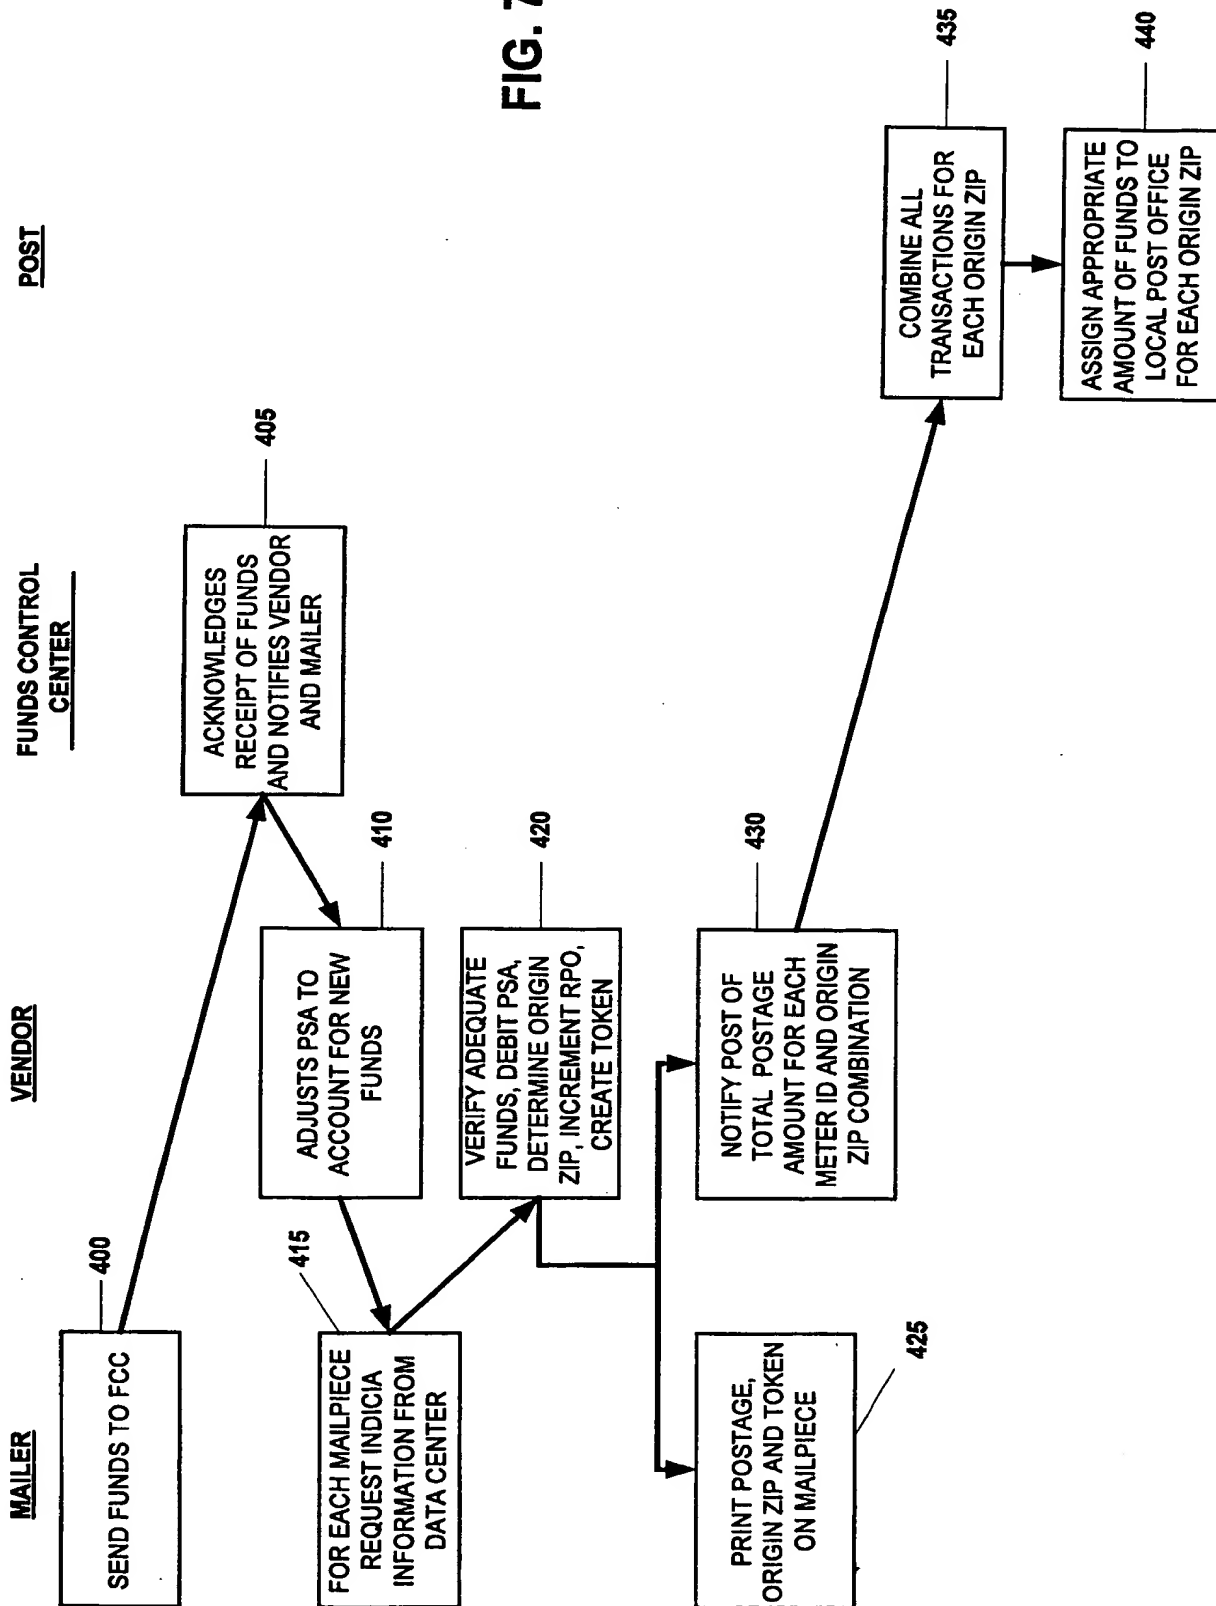 MAILER
VENDOR
FUNDS CONTROL
CENTER
POST
400
SEND FUNDS TO FCC
405
ACKNOWLEDGES
RECEIPT OF FUNDS
AND NOTIFIES VENDOR
AND MAILER
410
ADJUSTS PSA TO
ACCOUNT FOR NEW
FUNDS
415
FOR EACH MAILPIECE
REQUEST INDICIA
INFORMATION FROM
DATA CENTER
420
VERIFY ADEQUATE
FUNDS, DEBIT PSA,
DETERMINE ORIGIN
ZIP, INCREMENT RPO,
CREATE TOKEN
425
PRINT POSTAGE,
ORIGIN ZIP AND TOKEN
ON MAILPIECE
430
NOTIFY POST OF
TOTAL POSTAGE
AMOUNT FOR EACH
METER ID AND ORIGIN
ZIP COMBINATION
435
COMBINE ALL
TRANSACTIONS FOR
EACH ORIGIN ZIP
440
ASSIGN APPROPRIATE
AMOUNT OF FUNDS TO
LOCAL POST OFFICE
FOR EACH ORIGIN ZIP
FIG. 7